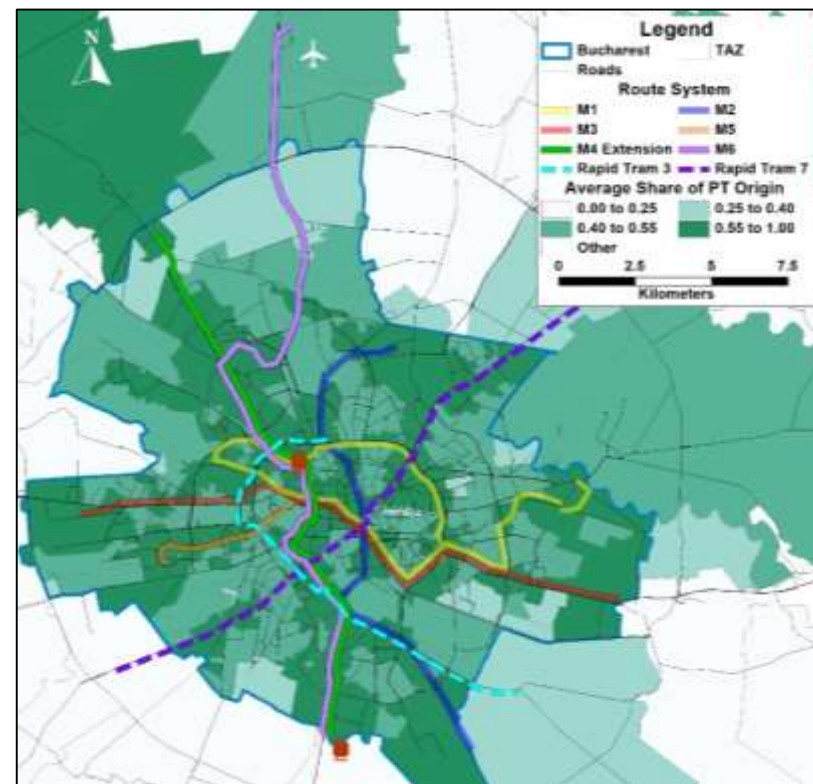 N
Legend
Bucharest TAZ
Roads
Route System
M1 M2
M3 M5
M4 Extension M6
Rapid Tram 3 Rapid Tram 7
Average Share of PT Origin
0.00 to 0.25 0.25 to 0.40
0.40 to 0.55 0.55 to 1.00
Other
0 2.5 5 7.5
Kilometers